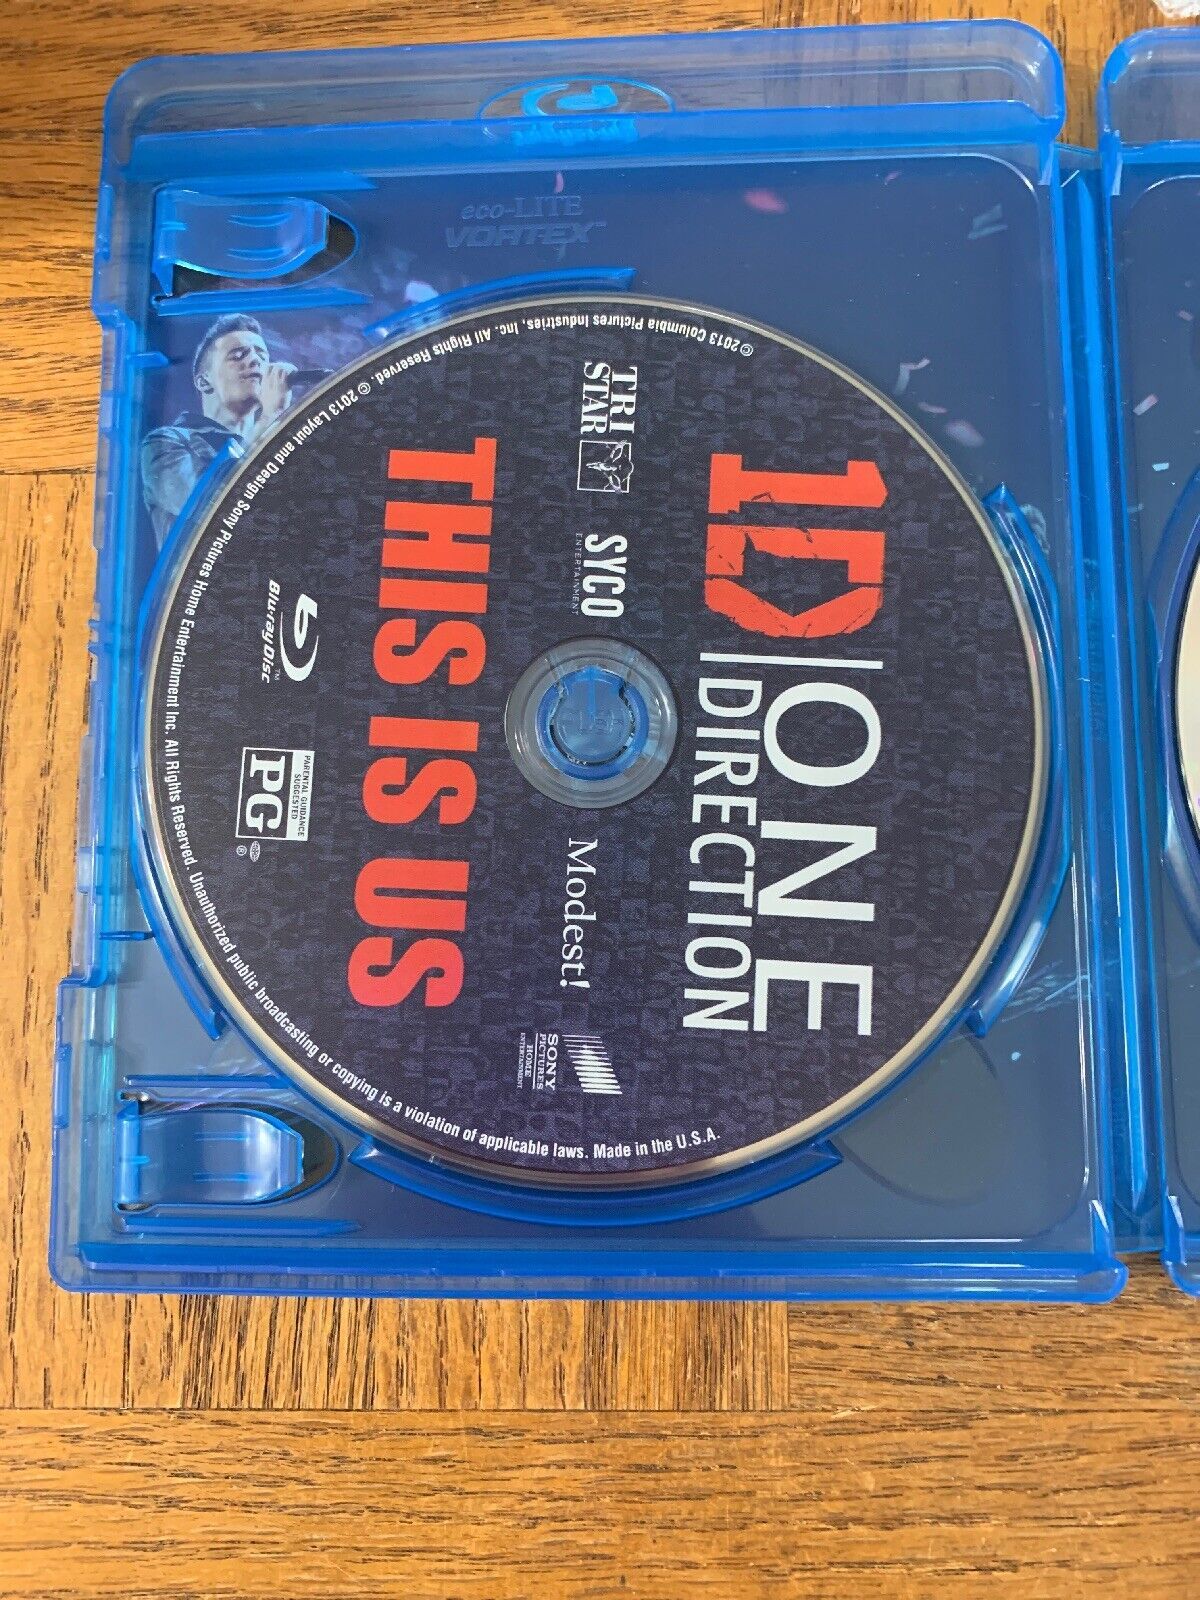 eco-LITE
VORTEX™
1D
ONE
DIRECTION
TRI
STAR
SYCO
ENTERTAINMENT
Modest!
SONY
PICTURES
HOME
ENTERTAINMENT
THIS IS US
Blu-ray Disc™
PG
PARENTAL GUIDANCE
SUGGESTED
®
© 2013 Columbia Pictures Industries, Inc. All Rights Reserved. © 2013 Layout and Design Sony Pictures Home Entertainment Inc. All Rights Reserved. Unauthorized public broadcasting or copying is a violation of applicable laws. Made in the U.S.A.